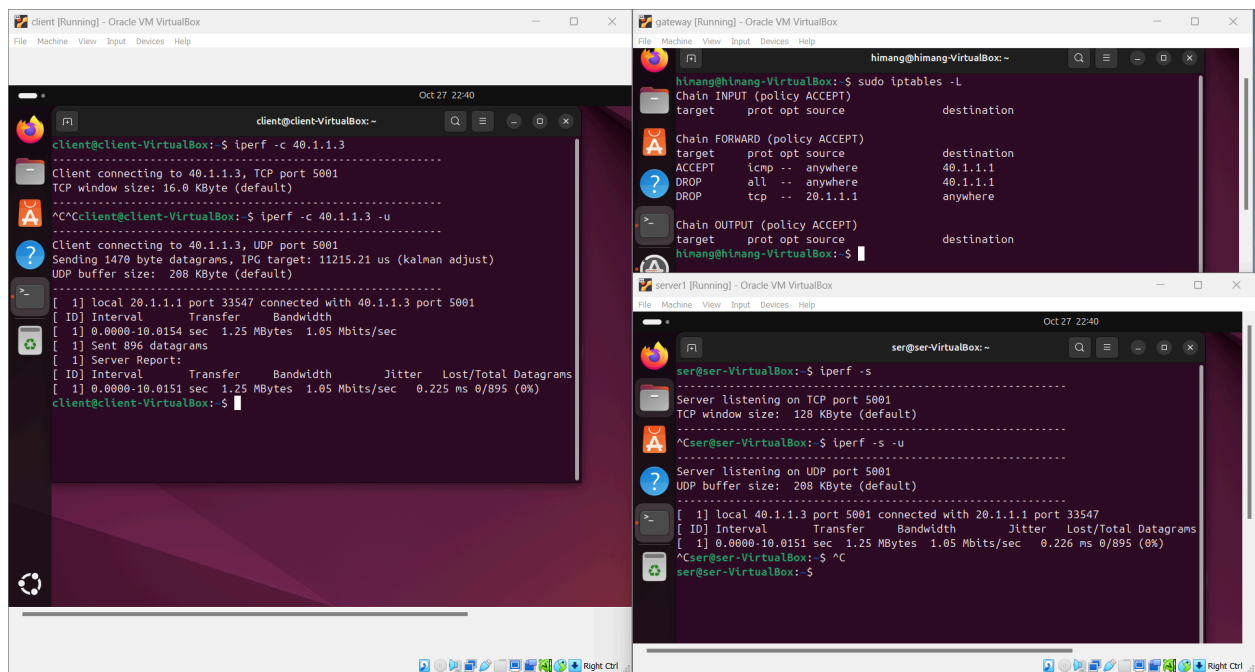 client [Running] - Oracle VM VirtualBox
File Machine View Input Devices Help
Oct 27 22:40
client@client-VirtualBox: ~
client@client-VirtualBox:~$ iperf -c 40.1.1.3
------------------------------------------------------------
Client connecting to 40.1.1.3, TCP port 5001
TCP window size: 16.0 KByte (default)
------------------------------------------------------------
^C^Cclient@client-VirtualBox:~$ iperf -c 40.1.1.3 -u
------------------------------------------------------------
Client connecting to 40.1.1.3, UDP port 5001
Sending 1470 byte datagrams, IPG target: 11215.21 us (kalman adjust)
UDP buffer size:  208 KByte (default)
------------------------------------------------------------
[  1] local 20.1.1.1 port 33547 connected with 40.1.1.3 port 5001
[ ID] Interval       Transfer     Bandwidth
[  1] 0.0000-10.0154 sec  1.25 MBytes  1.05 Mbits/sec
[  1] Sent 896 datagrams
[  1] Server Report:
[ ID] Interval       Transfer     Bandwidth        Jitter   Lost/Total Datagrams
[  1] 0.0000-10.0151 sec  1.25 MBytes  1.05 Mbits/sec   0.225 ms 0/895 (0%)
client@client-VirtualBox:~$
Right Ctrl
gateway [Running] - Oracle VM VirtualBox
File Machine View Input Devices Help
himang@himang-VirtualBox: ~
himang@himang-VirtualBox:~$ sudo iptables -L
Chain INPUT (policy ACCEPT)
target     prot opt source               destination
Chain FORWARD (policy ACCEPT)
target     prot opt source               destination
ACCEPT     icmp --  anywhere             40.1.1.1
DROP       all  --  anywhere             40.1.1.1
DROP       tcp  --  20.1.1.1             anywhere
Chain OUTPUT (policy ACCEPT)
target     prot opt source               destination
himang@himang-VirtualBox:~$
server1 [Running] - Oracle VM VirtualBox
File Machine View Input Devices Help
Oct 27 22:40
ser@ser-VirtualBox: ~
ser@ser-VirtualBox:~$ iperf -s
------------------------------------------------------------
Server listening on TCP port 5001
TCP window size:  128 KByte (default)
------------------------------------------------------------
^Cser@ser-VirtualBox:~$ iperf -s -u
------------------------------------------------------------
Server listening on UDP port 5001
UDP buffer size:  208 KByte (default)
------------------------------------------------------------
[  1] local 40.1.1.3 port 5001 connected with 20.1.1.1 port 33547
[ ID] Interval       Transfer     Bandwidth        Jitter   Lost/Total Datagrams
[  1] 0.0000-10.0151 sec  1.25 MBytes  1.05 Mbits/sec   0.226 ms 0/895 (0%)
^Cser@ser-VirtualBox:~$ ^C
ser@ser-VirtualBox:~$
Right Ctrl